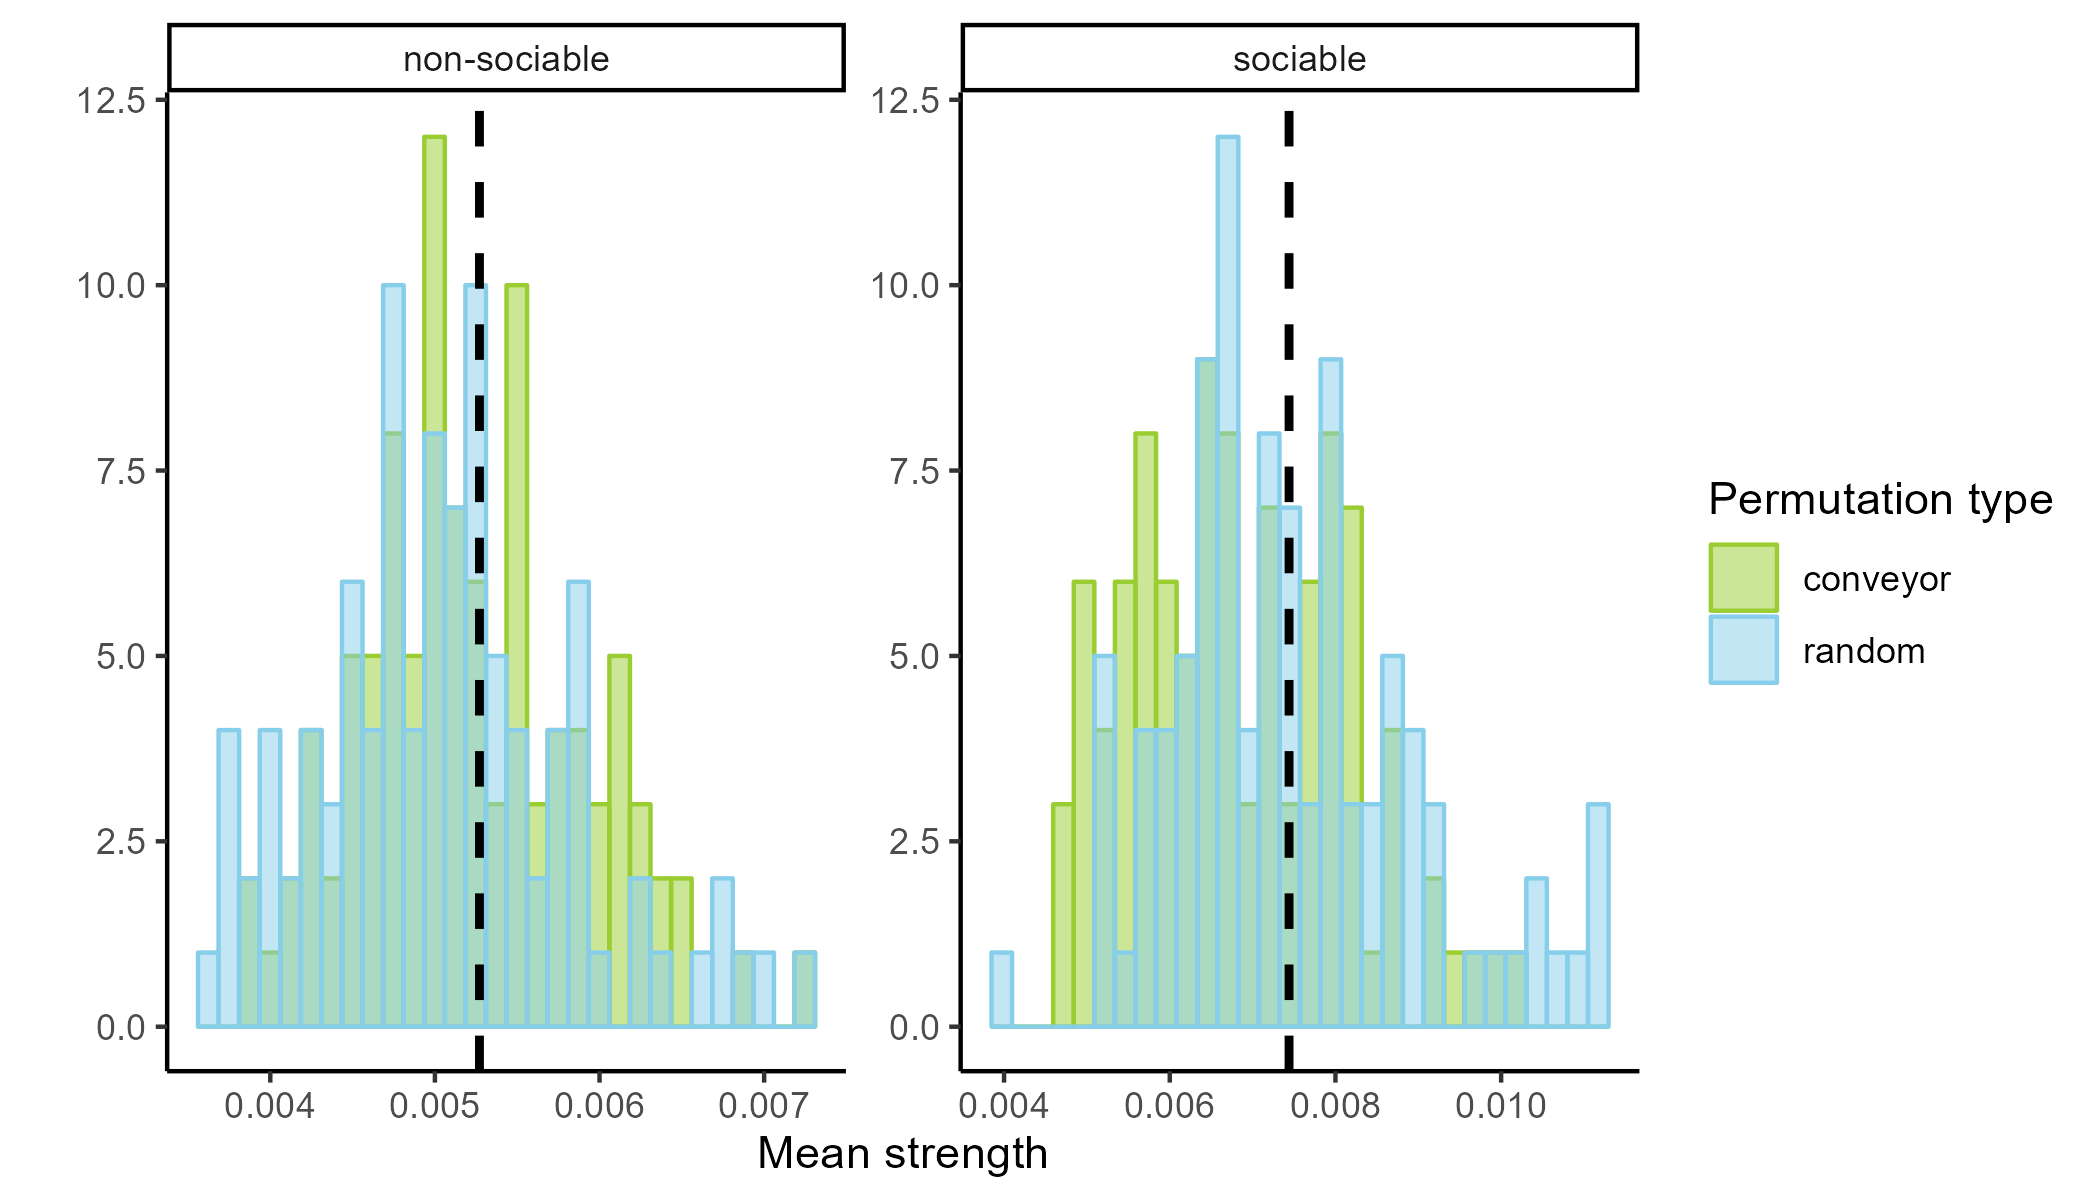 non-sociable
sociable
12.5
10.0
7.5
5.0
2.5
0.0
12.5
10.0
7.5
5.0
2.5
0.0
0.004 0.005 0.006 0.007
0.004 0.006 0.008 0.010
Mean strength
Permutation type
conveyor
random